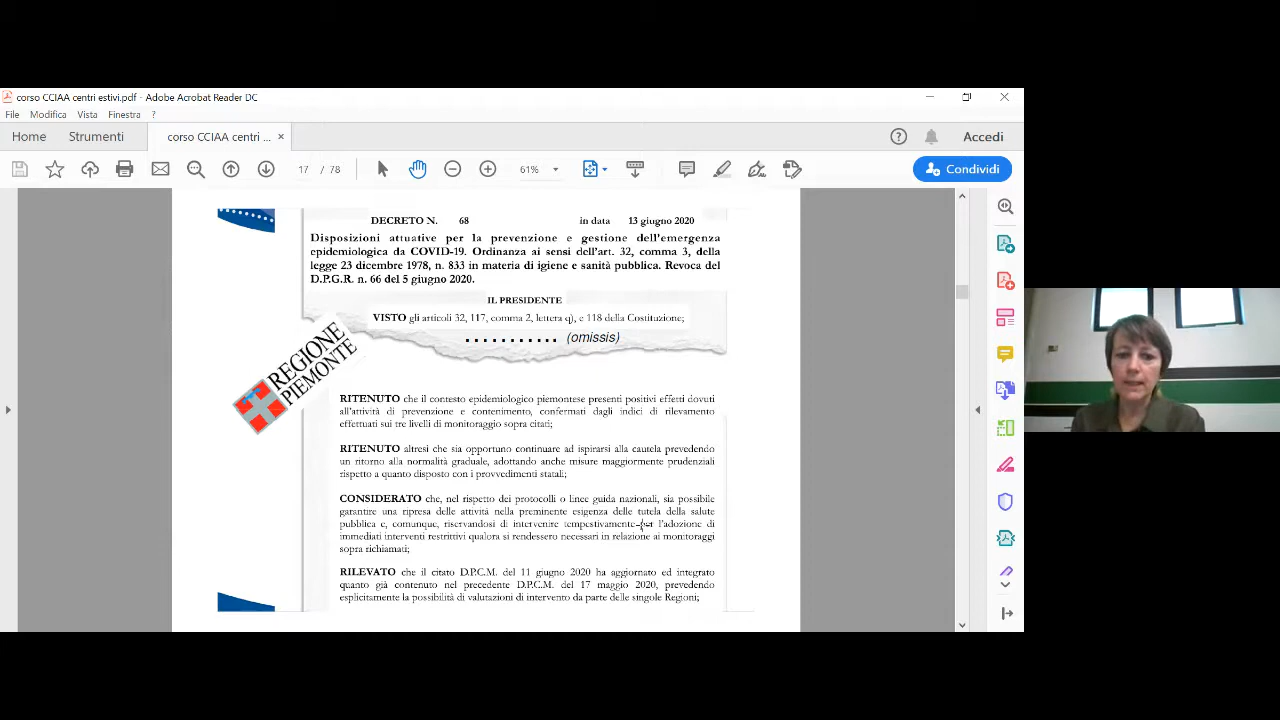 corso CCIAA centri estivi.pdf - Adobe Acrobat Reader DC
File Modifica Vista Finestra ?
Home Strumenti corso CCIAA centri ... × Accedi
17 / 78 61% Condividi
DECRETO N. 68 in data 13 giugno 2020
Disposizioni attuative per la prevenzione e gestione dell'emergenza
epidemiologica da COVID-19. Ordinanza ai sensi dell'art. 32, comma 3, della
legge 23 dicembre 1978, n. 833 in materia di igiene e sanità pubblica. Revoca del
D.P.G.R. n. 66 del 5 giugno 2020.
IL PRESIDENTE
VISTO gli articoli 32, 117, comma 2, lettera q), e 118 della Costituzione;
. . . . . . . . . . . (omissis)
REGIONE
PIEMONTE
RITENUTO che il contesto epidemiologico piemontese presenti positivi effetti dovuti
all'attività di prevenzione e contenimento, confermati dagli indici di rilevamento
effettuati sui tre livelli di monitoraggio sopra citati;
RITENUTO altresì che sia opportuno continuare ad ispirarsi alla cautela prevedendo
un ritorno alla normalità graduale, adottando anche misure maggiormente prudenziali
rispetto a quanto disposto con i provvedimenti statali;
CONSIDERATO che, nel rispetto dei protocolli o linee guida nazionali, sia possibile
garantire una ripresa delle attività nella preminente esigenza delle tutela della salute
pubblica e, comunque, riservandosi di intervenire tempestivamente per l'adozione di
immediati interventi restrittivi qualora si rendessero necessari in relazione ai monitoraggi
sopra richiamati;
RILEVATO che il citato D.P.C.M. del 11 giugno 2020 ha aggiornato ed integrato
quanto già contenuto nel precedente D.P.C.M. del 17 maggio 2020, prevedendo
esplicitamente la possibilità di valutazioni di intervento da parte delle singole Regioni;